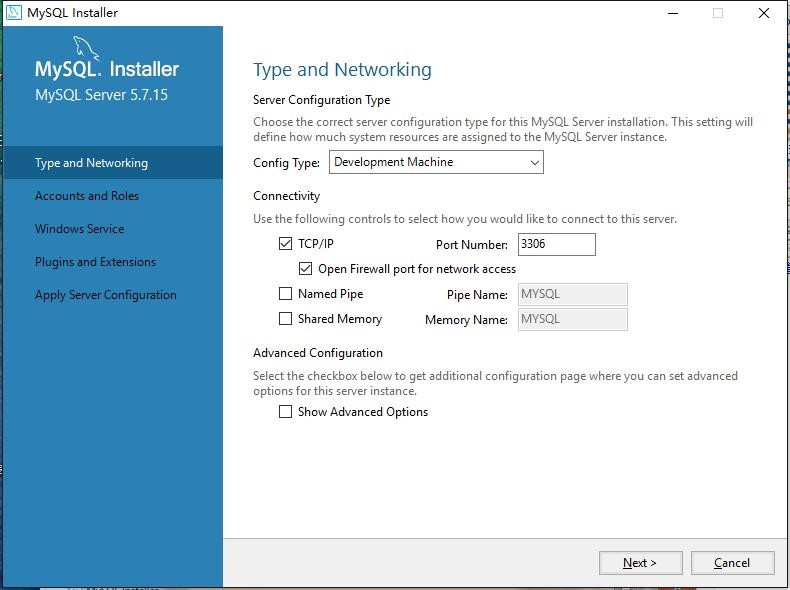 MySQL Installer
MySQL. Installer
MySQL Server 5.7.15
Type and Networking
Accounts and Roles
Windows Service
Plugins and Extensions
Apply Server Configuration
Type and Networking
Server Configuration Type
Choose the correct server configuration type for this MySQL Server installation. This setting will
define how much system resources are assigned to the MySQL Server instance.
Config Type: Development Machine
Connectivity
Use the following controls to select how you would like to connect to this server.
TCP/IP Port Number: 3306
Open Firewall port for network access
Named Pipe Pipe Name: MYSQL
Shared Memory Memory Name: MYSQL
Advanced Configuration
Select the checkbox below to get additional configuration page where you can set advanced
options for this server instance.
Show Advanced Options
Next > Cancel